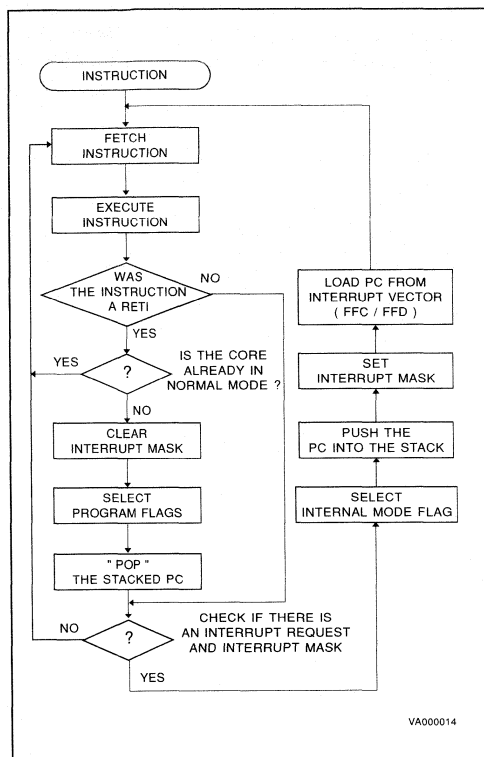 INSTRUCTION
FETCH
INSTRUCTION
EXECUTE
INSTRUCTION
WAS
THE INSTRUCTION
A RETI
NO
YES
YES
?
IS THE CORE
ALREADY IN
NORMAL MODE ?
NO
CLEAR
INTERRUPT MASK
SELECT
PROGRAM FLAGS
" POP "
THE STACKED PC
NO
?
CHECK IF THERE IS
AN INTERRUPT REQUEST
AND INTERRUPT MASK
YES
LOAD PC FROM
INTERRUPT VECTOR
( FFC / FFD )
SET
INTERRUPT MASK
PUSH THE
PC INTO THE STACK
SELECT
INTERNAL MODE FLAG
VA000014